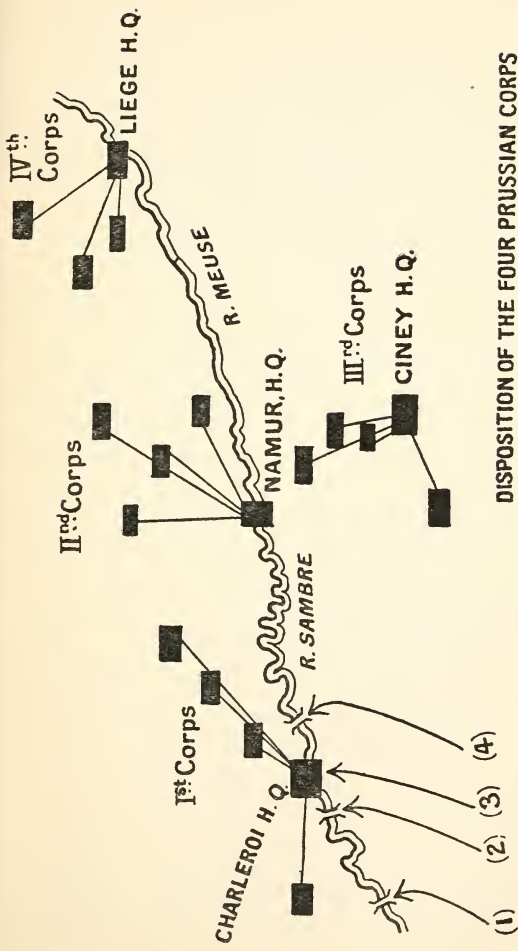 IVth
Corps
LIEGE H.Q.
R. MEUSE
IInd Corps
NAMUR, H.Q.
IIIrd Corps
CINEY H.Q.
Ist Corps
R. SAMBRE
CHARLEROI H.Q.
(1)
(2)
(3)
(4)
DISPOSITION OF THE FOUR PRUSSIAN CORPS